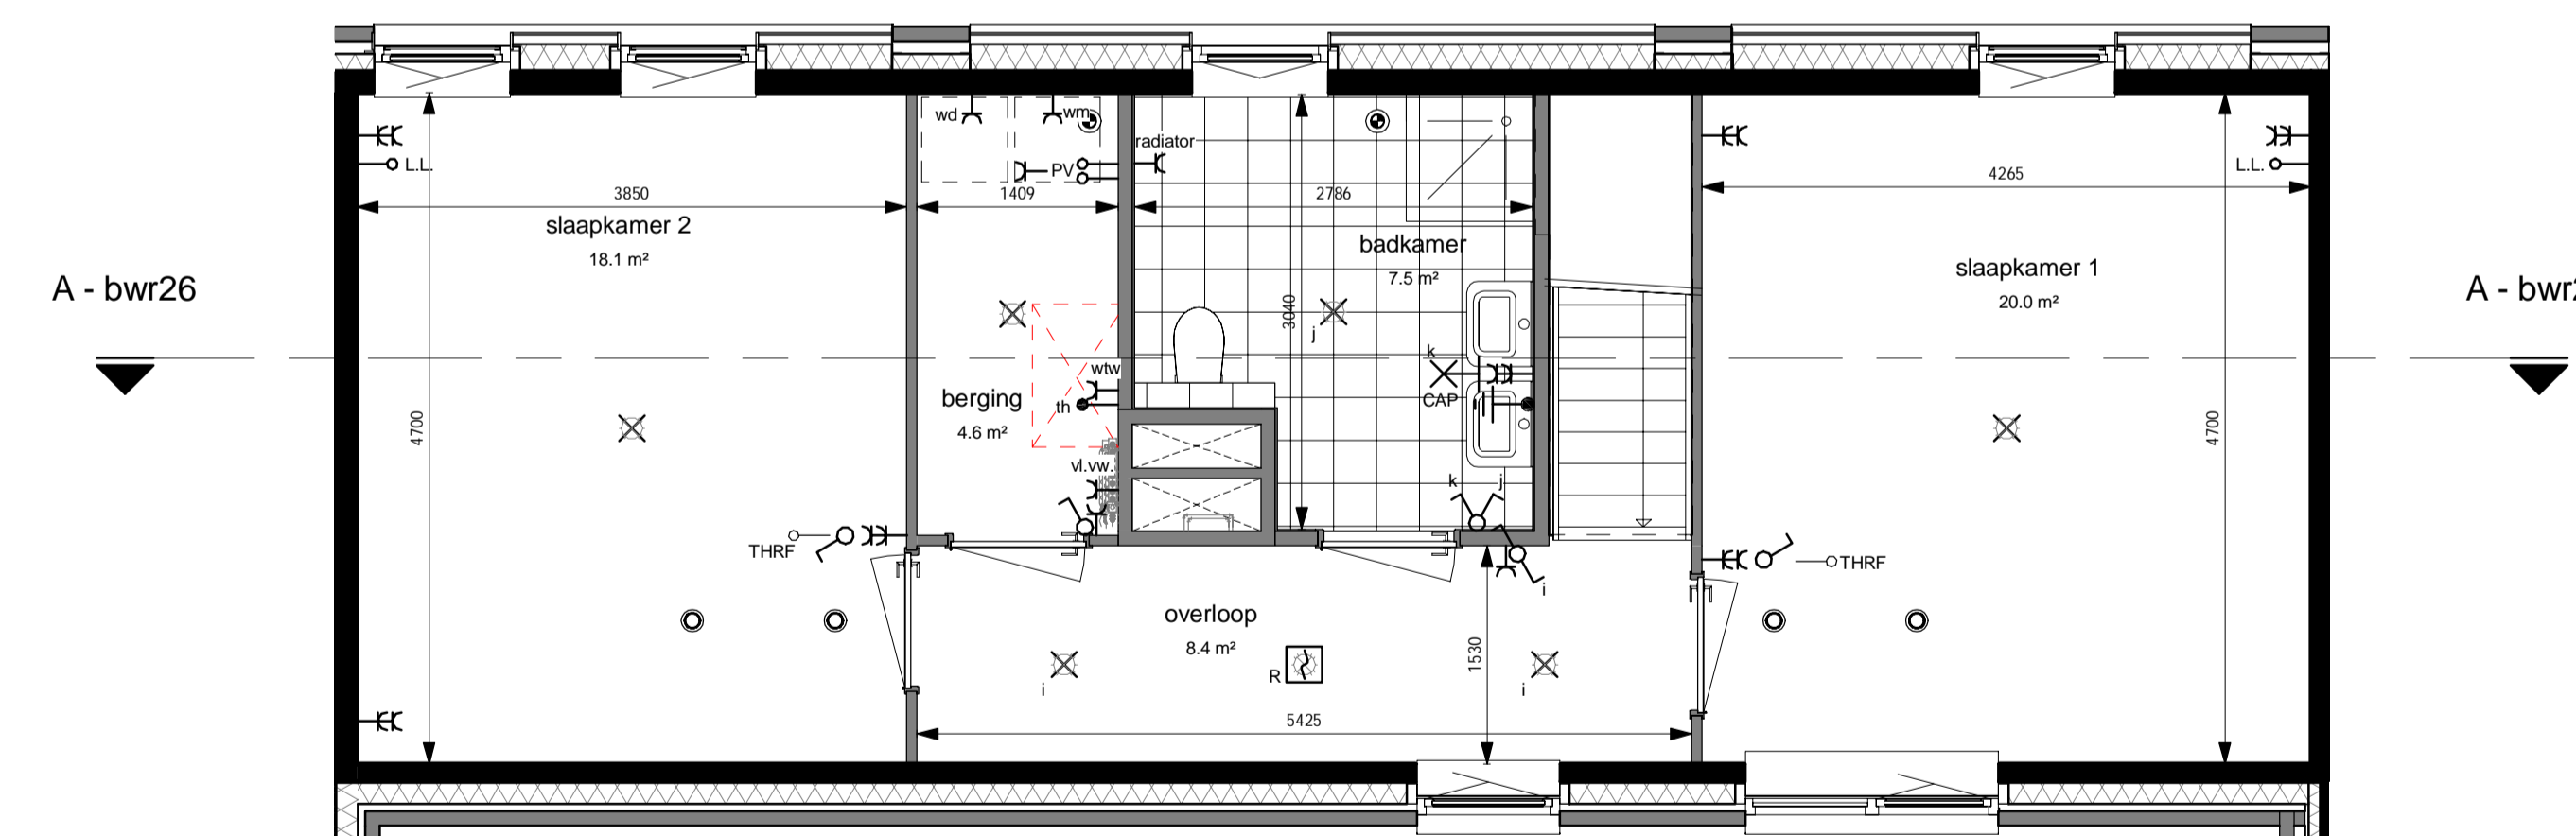 wd
wm
radiator
L.L.
PV
L.L.
4265
3850
1409
2786
slaapkamer 2
18.1 m²
badkamer
7.5 m²
slaapkamer 1
20.0 m²
A - bwr26
3040
j
k
wtw
th
CAP
berging
4.6 m²
4700
4700
vl.vw.
k
j
THRF
THRF
i
overloop
8.4 m²
1530
R
i
i
5425